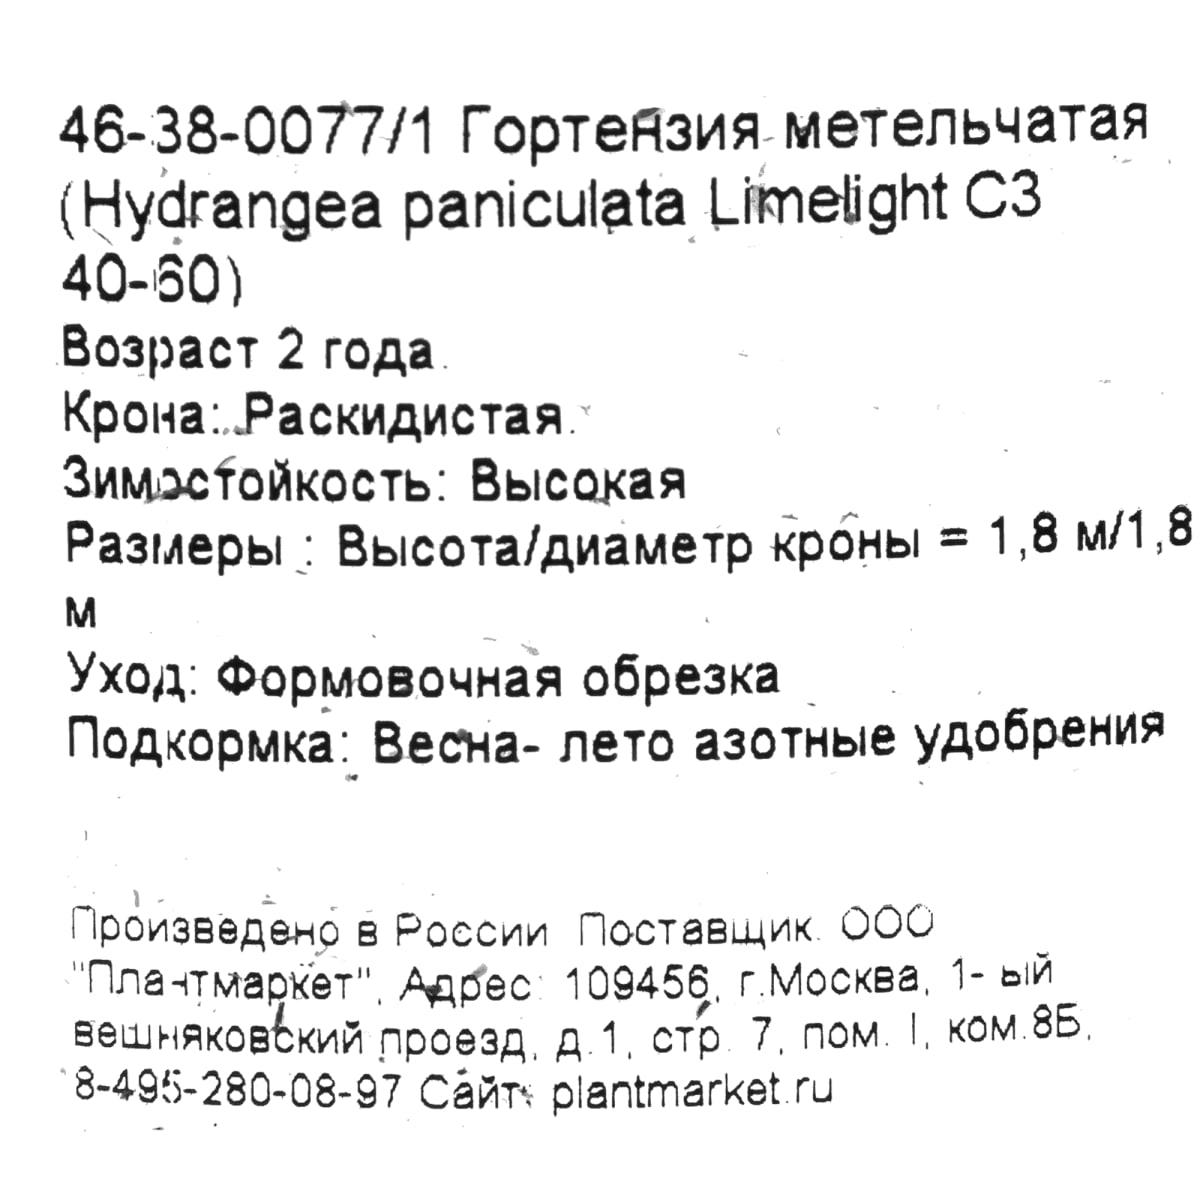 46-38-0077/1 Гортензия метельчатая
(Hydrangea paniculata Limelight C3
40-60)
Возраст 2 года.
Крона: Раскидистая.
Зимостойкость: Высокая
Размеры : Высота/диаметр кроны = 1,8 м/1,8
м
Уход: Формовочная обрезка
Подкормка: Весна- лето азотные удобрения
Произведено в России Поставщик. ООО
"Плантмаркет", Адрес: 109456, г.Москва, 1- ый
вешняковский проезд, д.1, стр. 7, пом. I, ком.8Б,
8-495-280-08-97 Сайт: plantmarket.ru